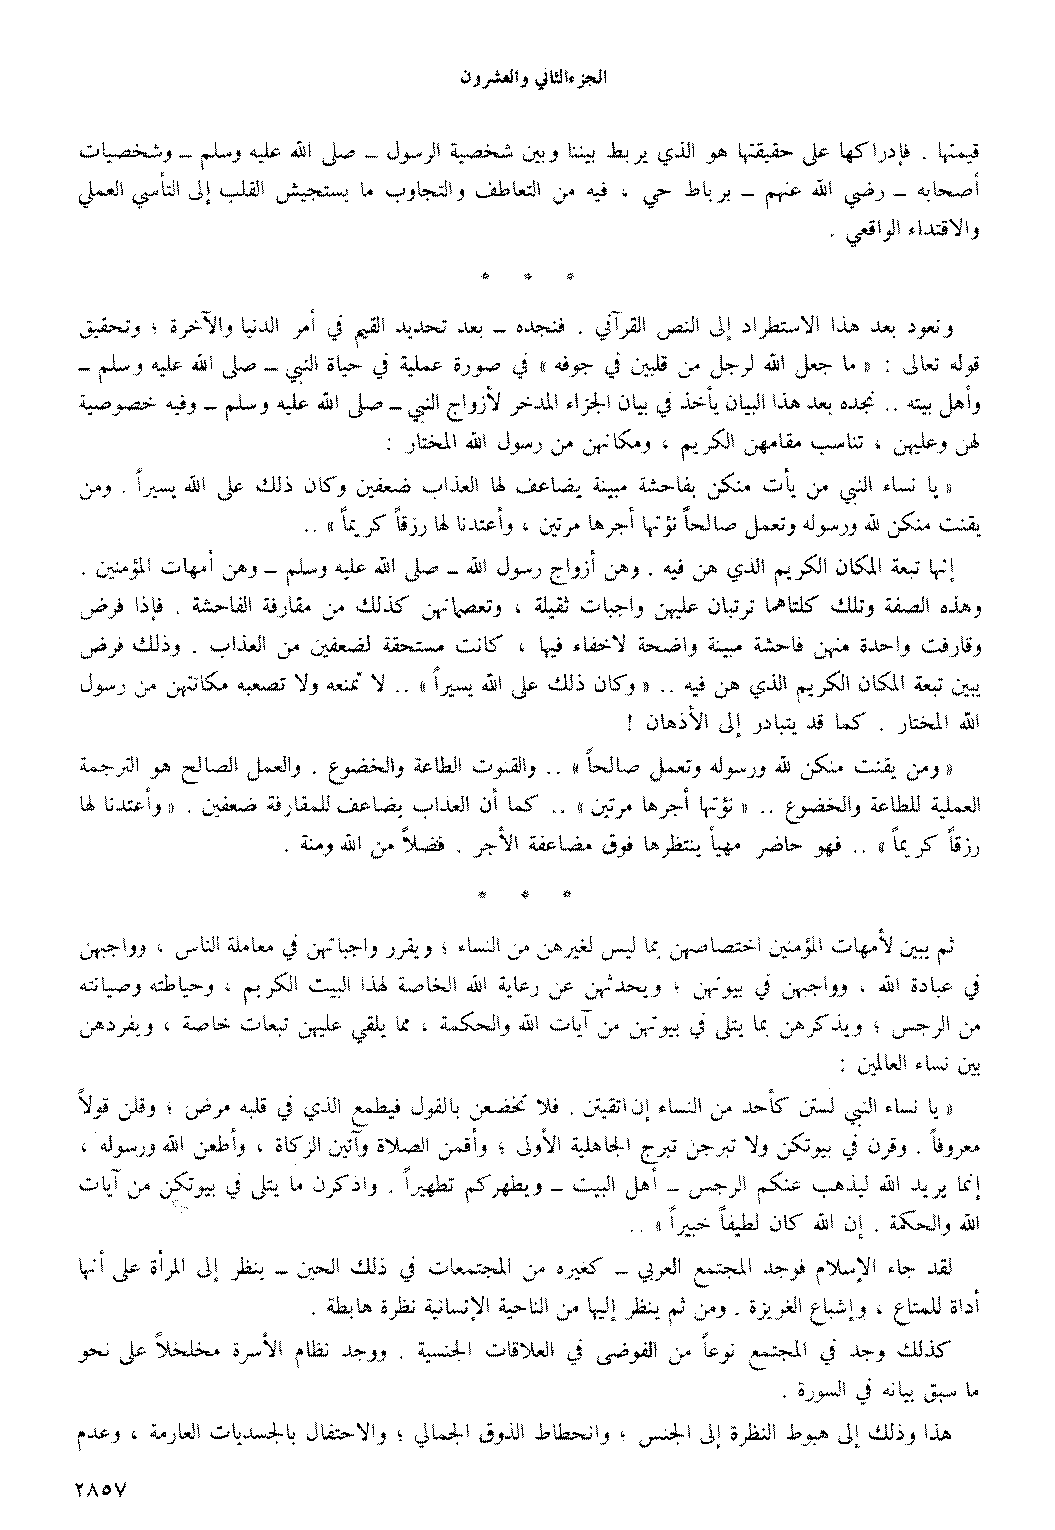 الجزء الثاني والعشرون
قيمتها . فإدراكها على حقيقتها هو الذي يربط بيننا وبين شخصية الرسول ــ صلى الله عليه وسلم ــ وشخصيات
أصحابه ــ رضي الله عنهم ــ برباط حي ، فيه من التعاطف والتجاوب ما يستجيش القلب إلى التأسي العملي
والاقتداء الواقعي .
* * *
ونعود بعد هذا الاستطراد إلى النص القرآني . فنجده ــ بعد تحديد القيم في أمر الدنيا والآخرة ؛ وتحقيق
قوله تعالى : « ما جعل الله لرجل من قلبين في جوفه » في صورة عملية في حياة النبي ــ صلى الله عليه وسلم ــ
وأهل بيته .. نجده بعد هذا البيان يأخذ في بيان الجزاء المدخر لأزواج النبي ــ صلى الله عليه وسلم ــ وفيه خصوصية
لهن وعليهن ، تناسب مقامهن الكريم ، ومكانهن من رسول الله المختار :
« يا نساء النبي من يأت منكن بفاحشة مبينة يضاعف لها العذاب ضعفين وكان ذلك على الله يسيراً . ومن
يقنت منكن لله ورسوله وتعمل صالحاً نؤتها أجرها مرتين ، وأعتدنا لها رزقاً كريماً » ..
إنها تبعة المكان الكريم الذي هن فيه . وهن أزواج رسول الله ــ صلى الله عليه وسلم ــ وهن أمهات المؤمنين .
وهذه الصفة وتلك كلتاهما ترتبان عليهن واجبات ثقيلة ، وتعصمانهن كذلك من مقارفة الفاحشة . فإذا فرض
وقارفت واحدة منهن فاحشة مبينة واضحة لاخفاء فيها ، كانت مستحقة لضعفين من العذاب . وذلك فرض
يبين تبعة المكان الكريم الذي هن فيه .. « وكان ذلك على الله يسيراً » .. لا تمنعه ولا تصعبه مكانتهن من رسول
الله المختار . كما قد يتبادر إلى الأذهان !
« ومن يقنت منكن لله ورسوله وتعمل صالحاً » .. والقنوت الطاعة والخضوع . والعمل الصالح هو الترجمة
العملية للطاعة والخضوع .. « نؤتها أجرها مرتين » .. كما أن العذاب يضاعف للمقارفة ضعفين . « وأعتدنا لها
رزقاً كريماً » .. فهو حاضر مهيأ ينتظرها فوق مضاعفة الأجر . فضلاً من الله ومنة .
* * *
ثم يبين لأمهات المؤمنين اختصاصهن بما ليس لغيرهن من النساء ؛ ويقرر واجباتهن في معاملة الناس ، وواجبهن
في عبادة الله ، وواجبهن في بيوتهن ؛ ويحدثهن عن رعاية الله الخاصة لهذا البيت الكريم ، وحياطته وصيانته
من الرجس ؛ ويذكرهن بما يتلى في بيوتهن من آيات الله والحكمة ، مما يلقي عليهن تبعات خاصة ، ويفردهن
بين نساء العالمين :
« يا نساء النبي لستن كأحد من النساء إن اتقيتن . فلا تخضعن بالقول فيطمع الذي في قلبه مرض ؛ وقلن قولاً
معروفاً . وقرن في بيوتكن ولا تبرجن تبرج الجاهلية الأولى ؛ وأقمن الصلاة وآتين الزكاة ، وأطعن الله ورسوله ،
إنما يريد الله ليذهب عنكم الرجس ــ أهل البيت ــ ويطهركم تطهيراً . واذكرن ما يتلى في بيوتكن من آيات
الله والحكمة . إن الله كان لطيفاً خبيراً » ..
لقد جاء الإسلام فوجد المجتمع العربي ــ كغيره من المجتمعات في ذلك الحين ــ ينظر إلى المرأة على أنها
أداة للمتاع ، وإشباع الغريزة . ومن ثم ينظر إليها من الناحية الإنسانية نظرة هابطة .
كذلك وجد في المجتمع نوعاً من الفوضى في العلاقات الجنسية . ووجد نظام الأسرة مخلخلاً على نحو
ما سبق بيانه في السورة .
هذا وذلك إلى هبوط النظرة إلى الجنس ؛ وانحطاط الذوق الجمالي ؛ والاحتفال بالجسديات العارمة ، وعدم
٢٨٥٧